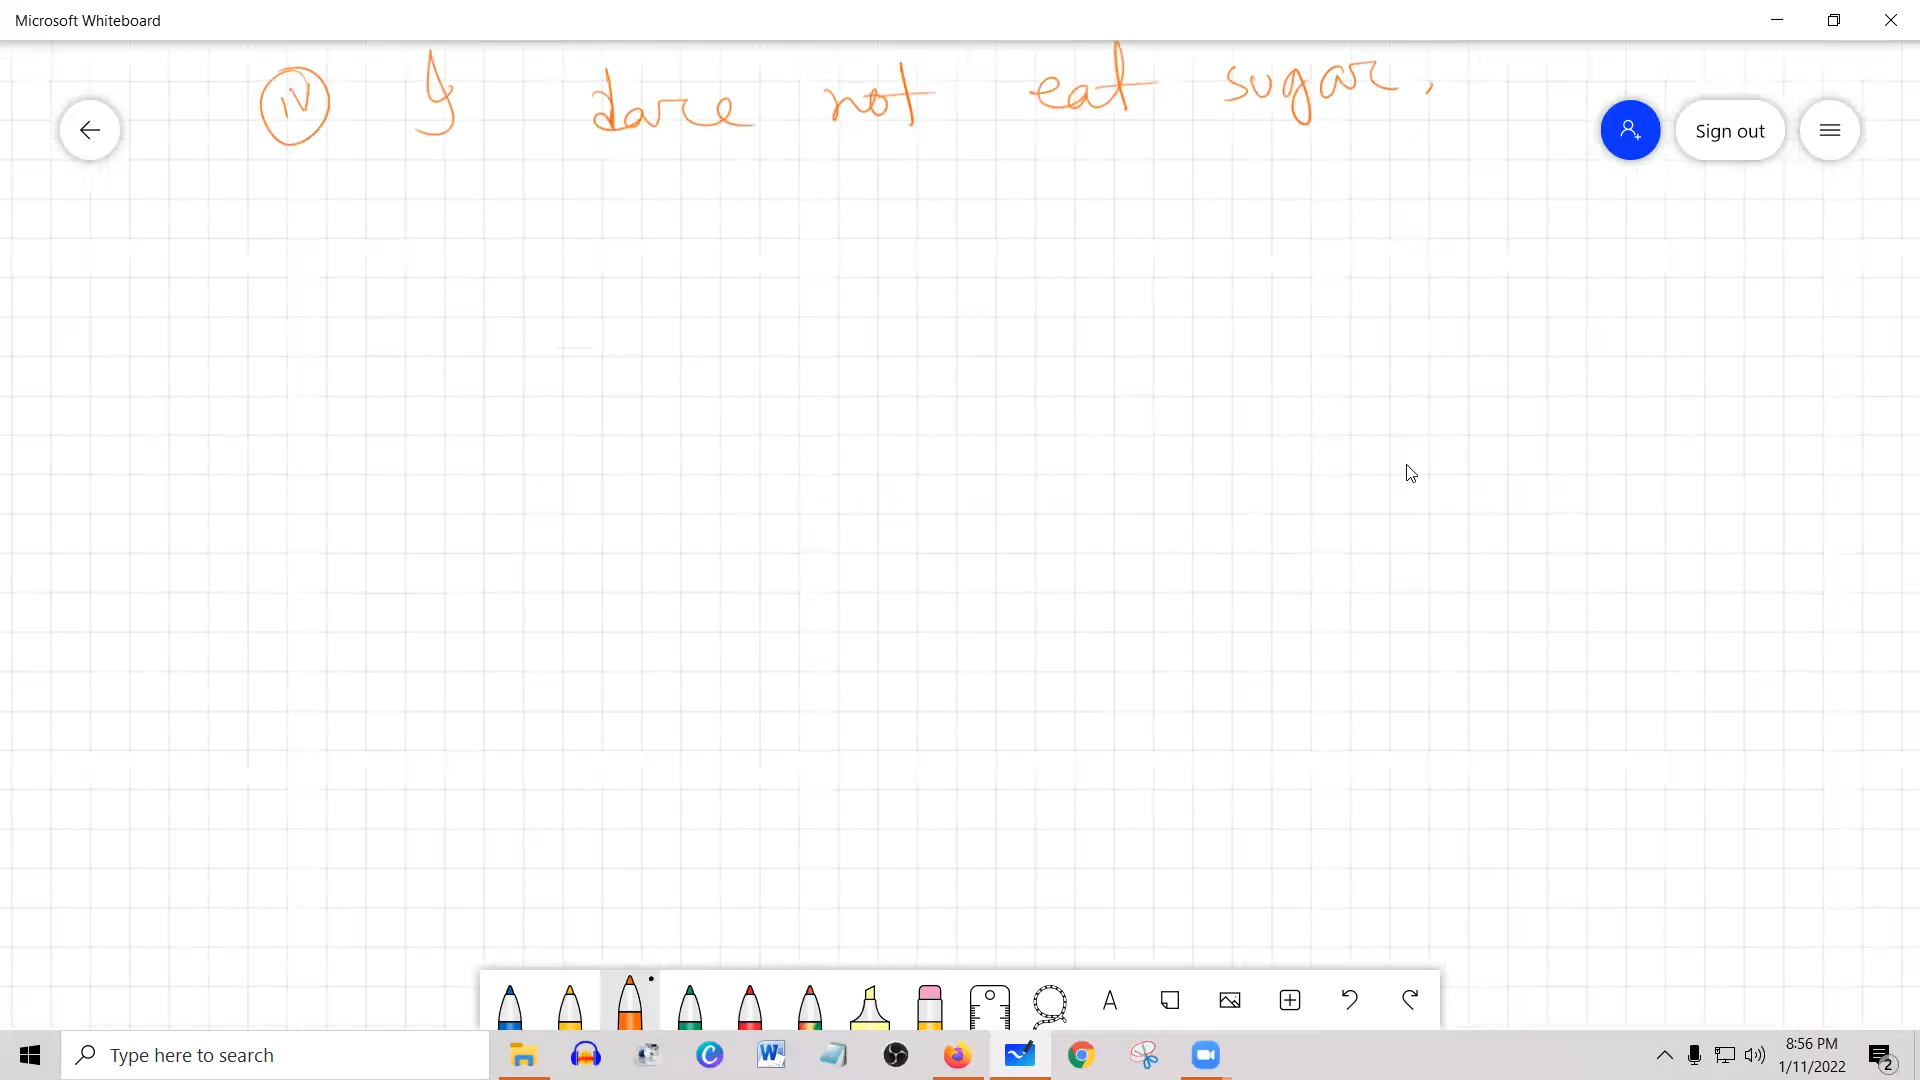 Microsoft Whiteboard
iv I dare not eat sugar.
Sign out
A
Type here to search
8:56 PM
1/11/2022
2